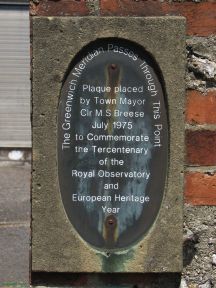 The Greenwich Meridian Passes Through This Point
Plaque placed
by Town Mayor
Cllr M S Breese
July 1975
to Commemorate
the Tercentenary
of the
Royal Observatory
and
European Heritage
Year